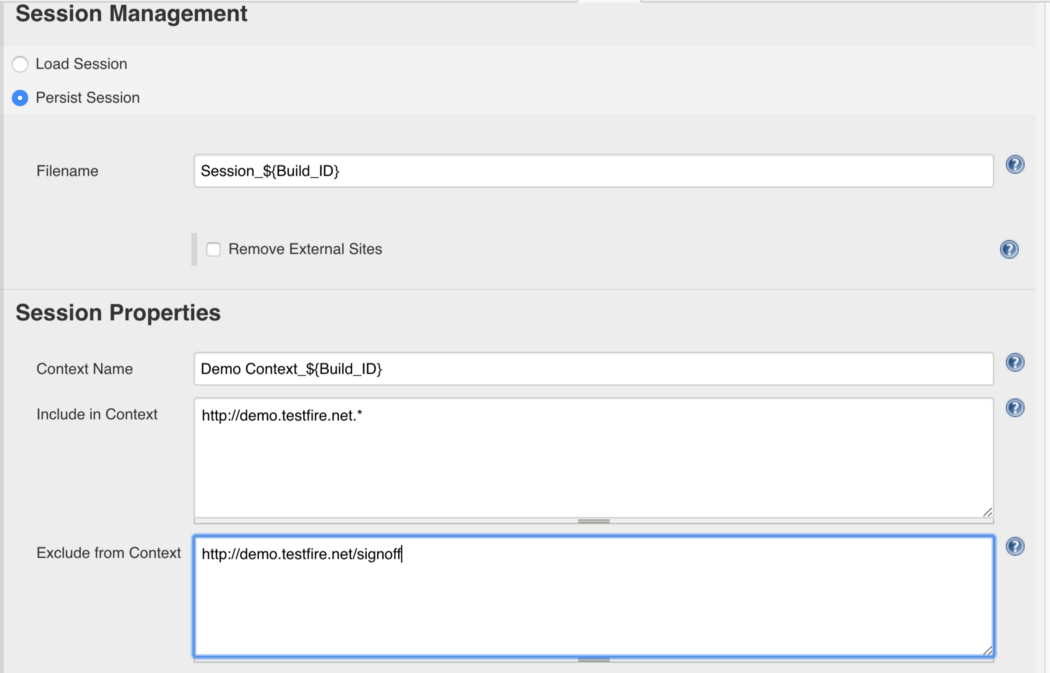 Session Management
Load Session
Persist Session
Filename
Session_${Build_ID}
Remove External Sites
Session Properties
Context Name
Demo Context_${Build_ID}
Include in Context
http://demo.testfire.net.*
Exclude from Context
http://demo.testfire.net/signoff